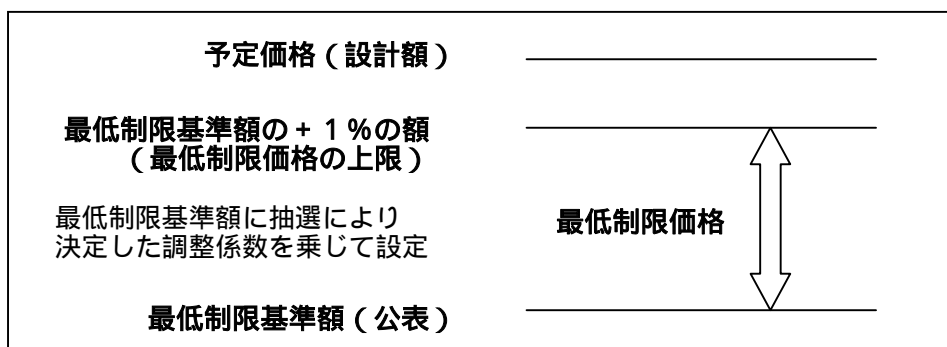 予定価格（設計額）
最低制限基準額の＋１％の額
（最低制限価格の上限）
最低制限基準額に抽選により
決定した調整係数を乗じて設定
最低制限価格
最低制限基準額（公表）